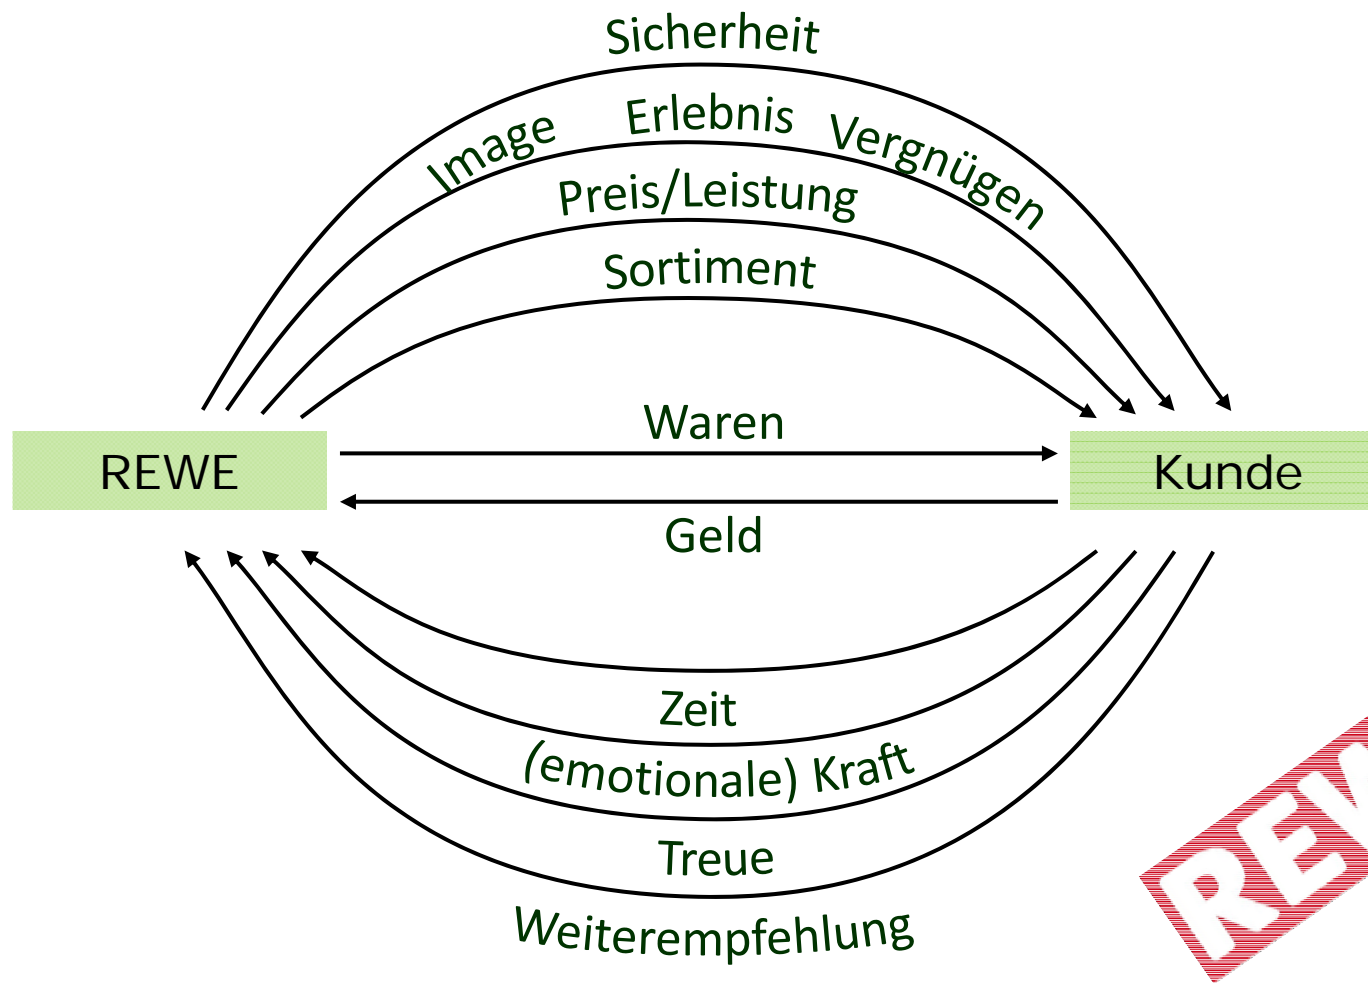 Sicherheit
Image Erlebnis Vergnügen
Preis/Leistung
Sortiment
Waren
REWE
Kunde
Geld
Zeit
(emotionale) Kraft
Treue
Weiterempfehlung